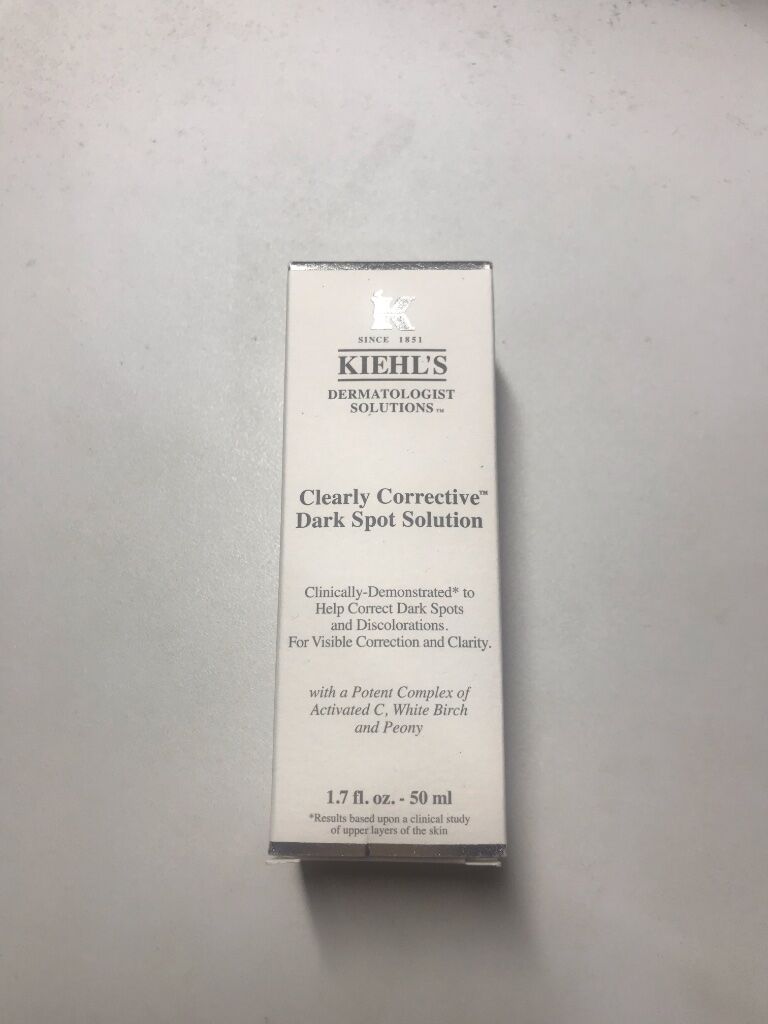 K
SINCE 1851
KIEHL'S
DERMATOLOGIST
SOLUTIONS™
Clearly Corrective™
Dark Spot Solution
Clinically-Demonstrated* to
Help Correct Dark Spots
and Discolorations.
For Visible Correction and Clarity.
with a Potent Complex of
Activated C, White Birch
and Peony
1.7 fl. oz. - 50 ml
*Results based upon a clinical study
of upper layers of the skin